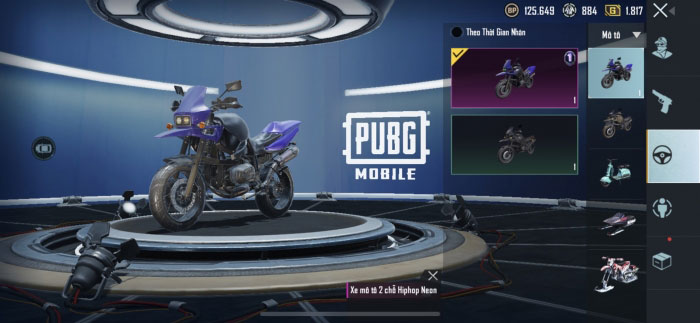 BP 125.649
884
G 1.817
Theo Thời Gian Nhận
Mô tô
1
1
1
1
PUBG
MOBILE
Xe mô tô 2 chỗ Hiphop Neon